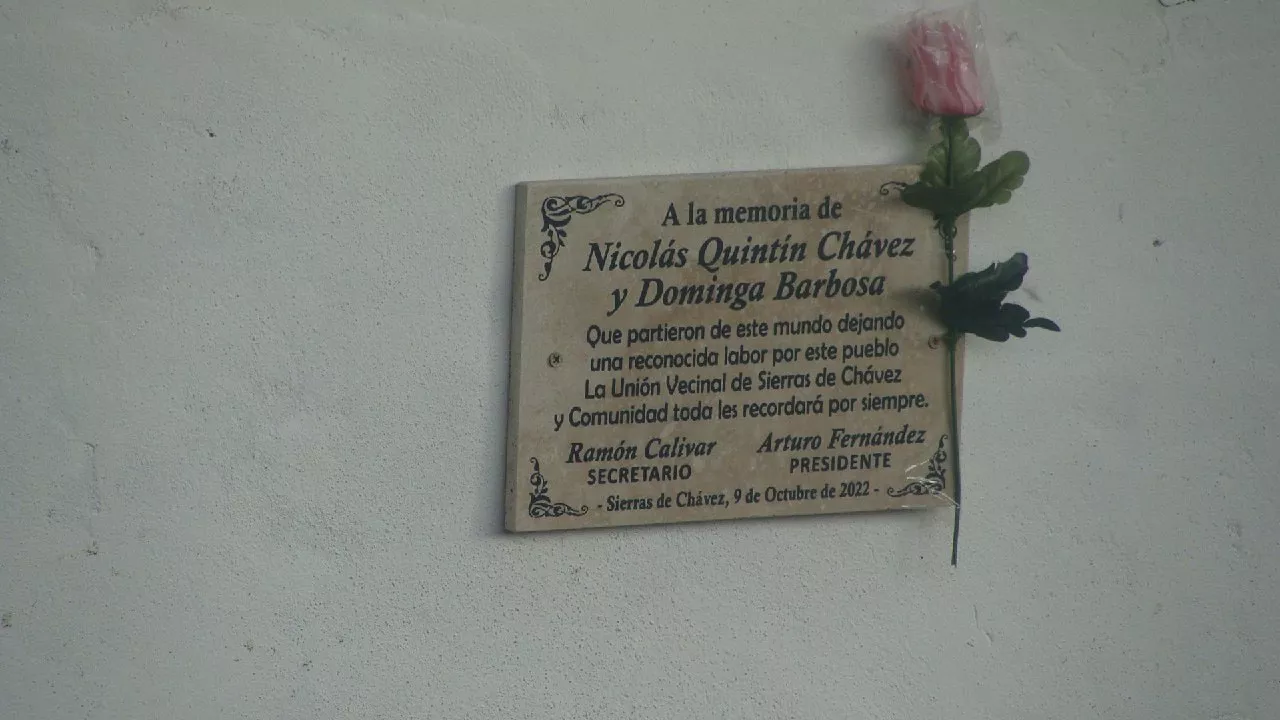 A la memoria de
Nicolás Quintín Chávez
y Dominga Barbosa
Que partieron de este mundo dejando
una reconocida labor por este pueblo
La Unión Vecinal de Sierras de Chávez
y Comunidad toda les recordará por siempre.
Ramón Calivar Arturo Fernández
SECRETARIO PRESIDENTE
- Sierras de Chávez, 9 de Octubre de 2022 -